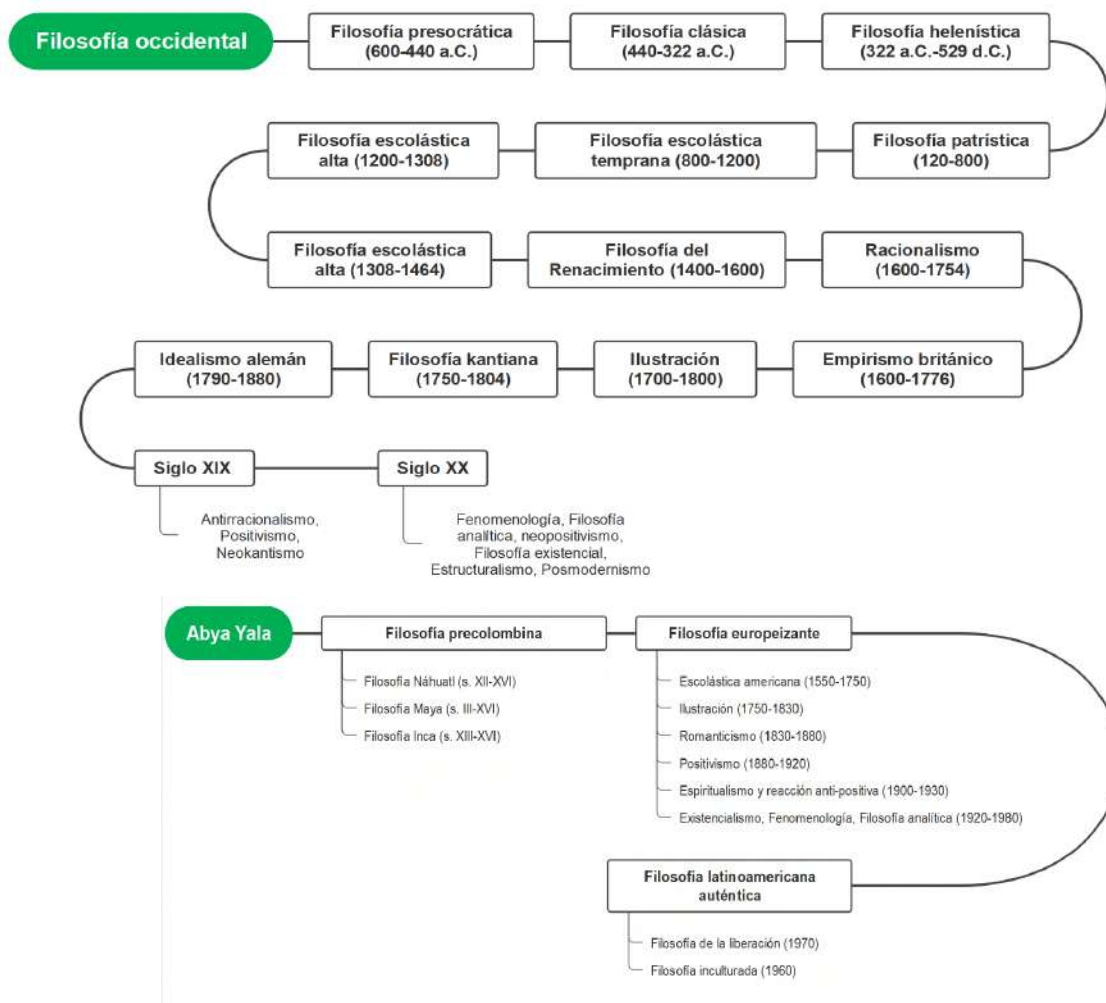 Filosofía occidental
Filosofía presocrática
(600-440 a.C.)
Filosofía clásica
(440-322 a.C.)
Filosofía helenística
(322 a.C.-529 d.C.)
Filosofía patrística
(120-800)
Filosofía escolástica
temprana (800-1200)
Filosofía escolástica
alta (1200-1308)
Filosofía escolástica
alta (1308-1464)
Filosofía del
Renacimiento (1400-1600)
Racionalismo
(1600-1754)
Empirismo británico
(1600-1776)
Ilustración
(1700-1800)
Filosofía kantiana
(1750-1804)
Idealismo alemán
(1790-1880)
Siglo XIX
Antirracionalismo,
Positivismo,
Neokantismo
Siglo XX
Fenomenología, Filosofía
analítica, neopositivismo,
Filosofía existencial,
Estructuralismo, Posmodernismo
Abya Yala
Filosofía precolombina
Filosofía Náhuatl (s. XII-XVI)
Filosofía Maya (s. III-XVI)
Filosofía Inca (s. XIII-XVI)
Filosofía europeizante
Escolástica americana (1550-1750)
Ilustración (1750-1830)
Romanticismo (1830-1880)
Positivismo (1880-1920)
Espiritualismo y reacción anti-positiva (1900-1930)
Existencialismo, Fenomenología, Filosofía analítica (1920-1980)
Filosofía latinoamericana
auténtica
Filosofía de la liberación (1970)
Filosofía inculturada (1960)